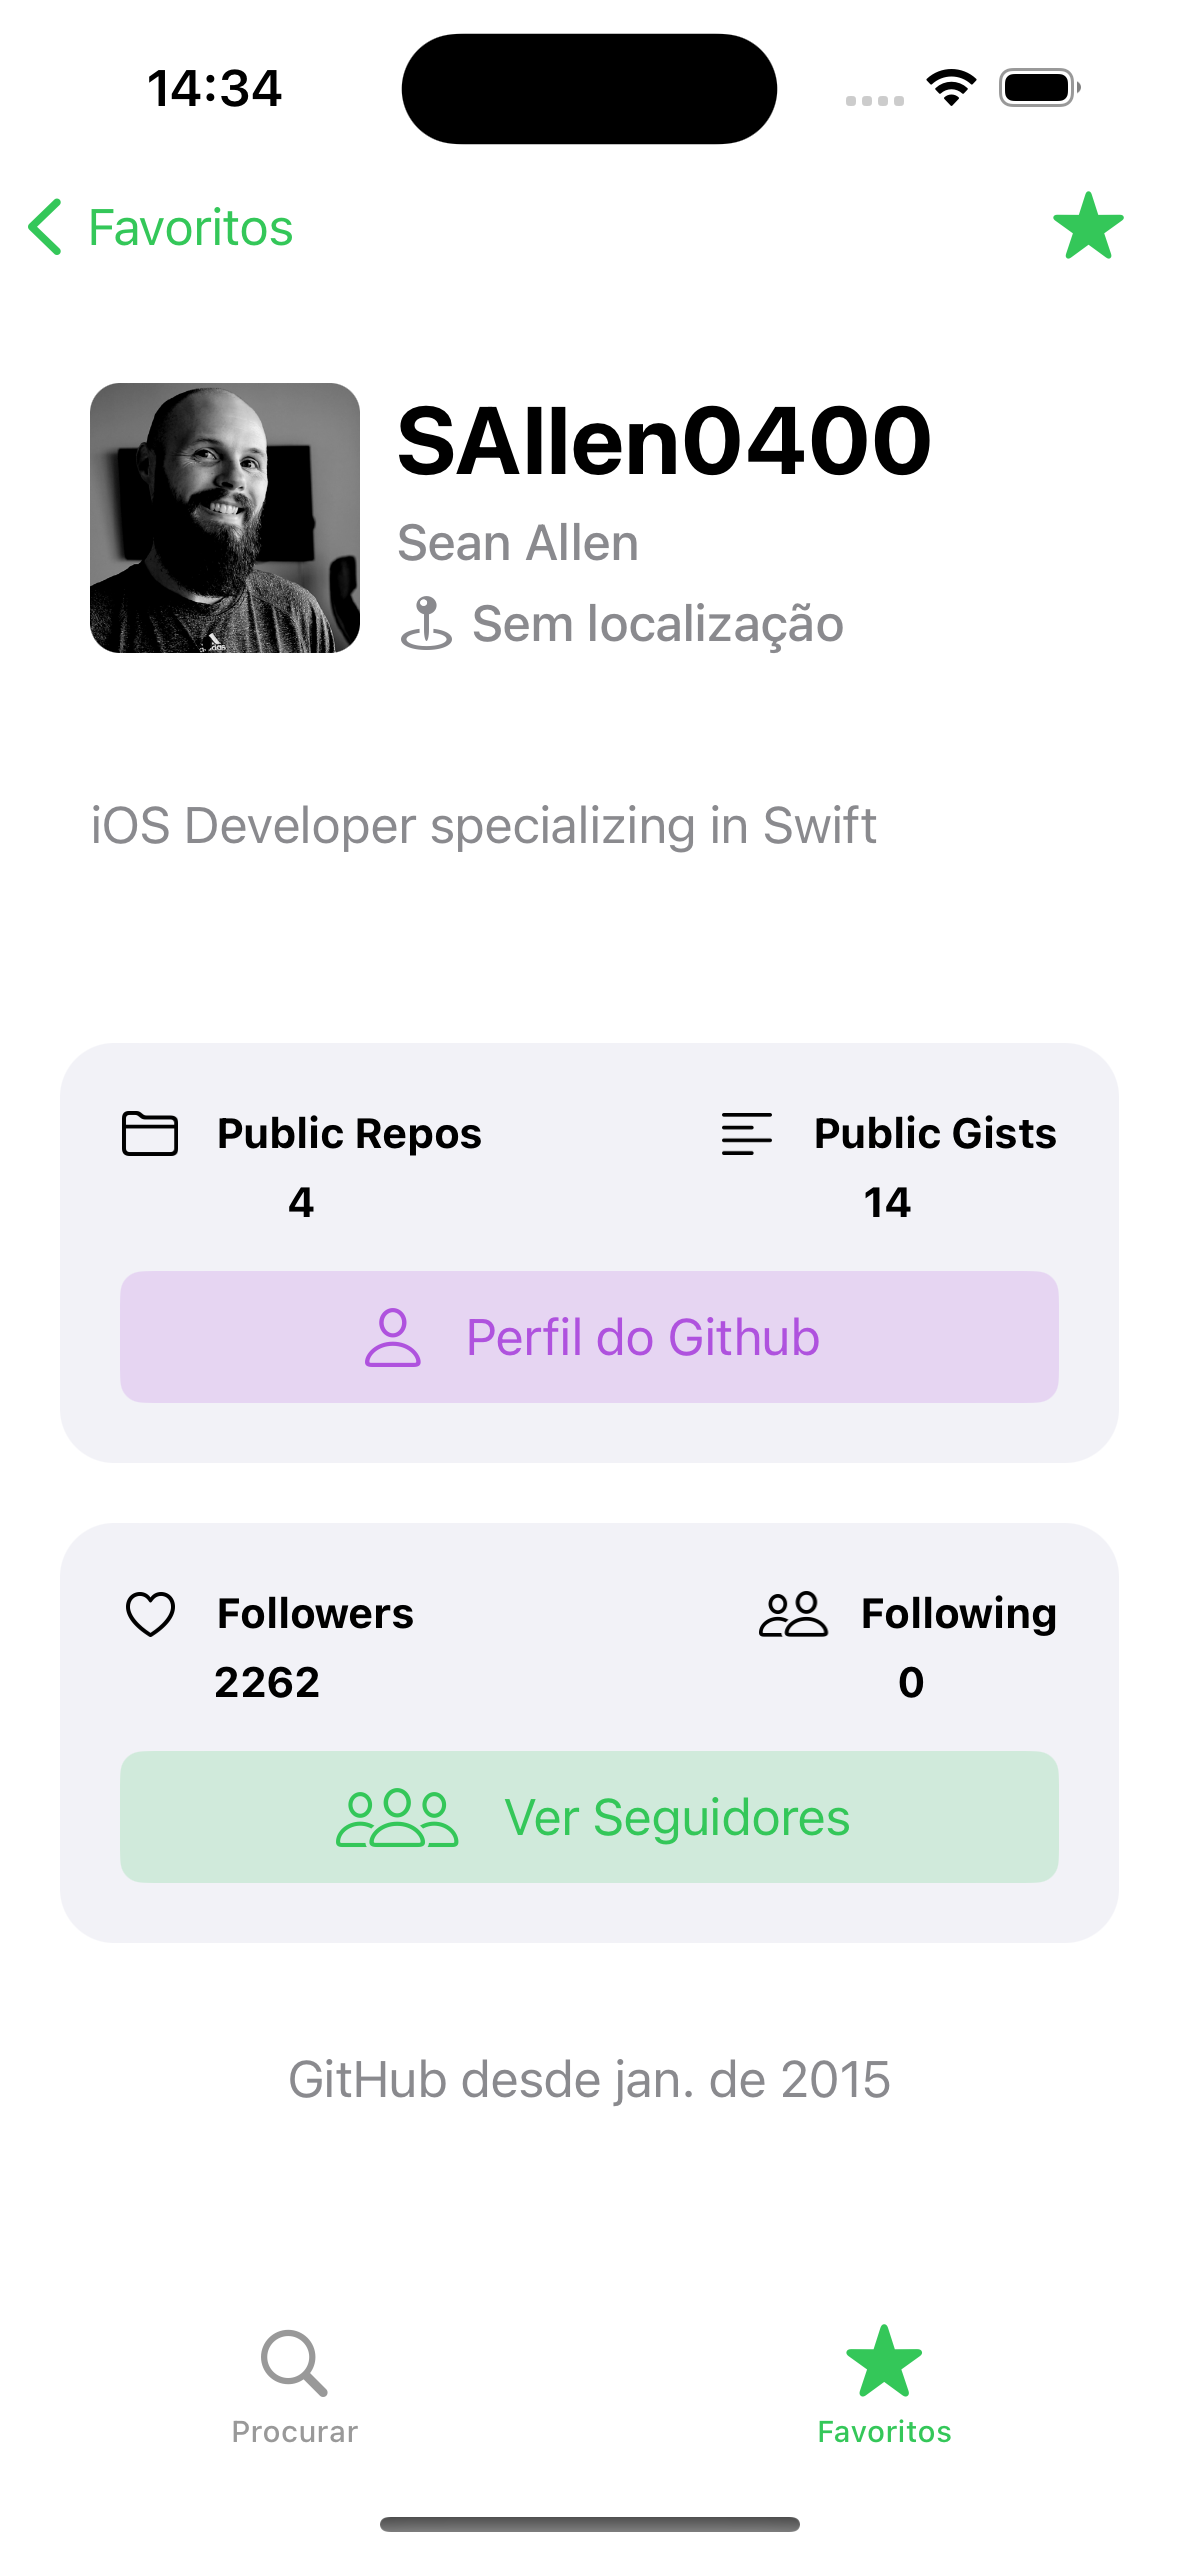 14:34
Favoritos
SAllen0400
Sean Allen
Sem localização
iOS Developer specializing in Swift
Public Repos
4
Public Gists
14
Perfil do Github
Followers
2262
Following
0
Ver Seguidores
GitHub desde jan. de 2015
Procurar
Favoritos